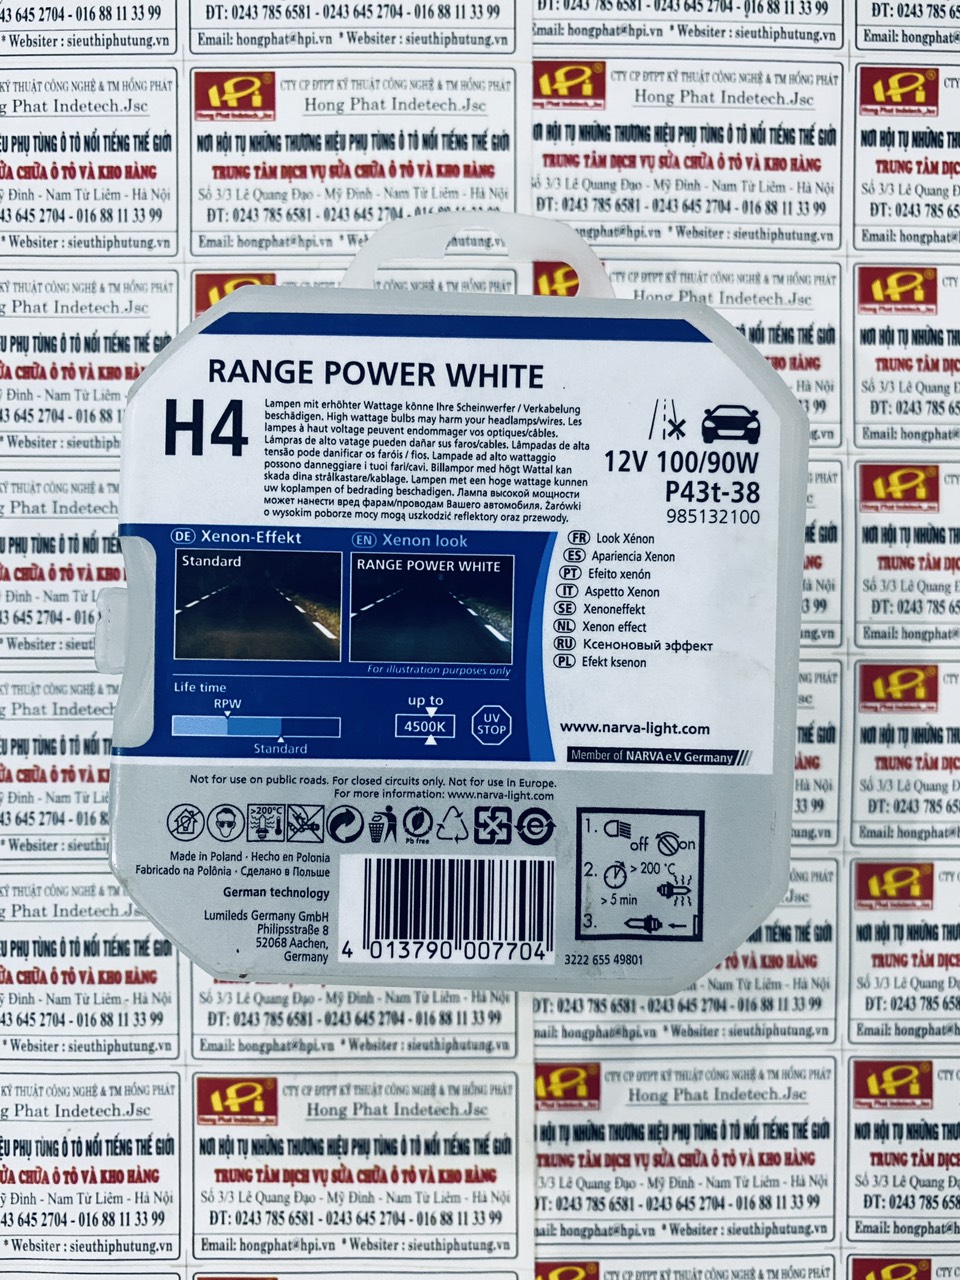 RANGE POWER WHITE
H4
Lampen mit erhöhter Wattage könne Ihre Scheinwerfer / Verkabelung
beschädigen. High wattage bulbs may harm your headlamps/wires. Les
lampes à haut voltage peuvent endommager vos optiques/câbles.
Lámpras de alto vatage pueden dañar sus faros/cables. Lâmpadas de alta
tensão pode danificar os faróis / fios. Lampade ad alto wattaggio
possono danneggiare i tuoi fari/cavi. Billampor med högt Wattal kan
skada dina strålkastare/kablage. Lampen met een hoge wattage kunnen
uw koplampen of bedrading beschadigen. Лампа высокой мощности
может нанести вред фарам/проводам Вашего автомобиля. Żarówki
o wysokim poborze mocy mogą uszkodzić reflektory oraz przewody.
12V 100/90W
P43t-38
985132100
DE Xenon-Effekt
EN Xenon look
Standard
RANGE POWER WHITE
For illustration purposes only
FR Look Xénon
ES Apariencia Xenon
PT Efeito xenón
IT Aspetto Xenon
SE Xenoneffekt
NL Xenon effect
RU Ксеноновый эффект
PL Efekt ksenon
Life time
RPW
Standard
up to
4500K
UV
STOP
www.narva-light.com
Member of NARVA e.V. Germany
Not for use on public roads. For closed circuits only. Not for use in Europe.
For more information: www.narva-light.com
>200°C
Pb free
Made in Poland · Hecho en Polonia
Fabricado na Polônia · Сделано в Польше
German technology
Lumileds Germany GmbH
Philipsstraße 8
52068 Aachen,
Germany
4 013790 007704
1. off on
2. > 200 °C
> 5 min
3.
3222 655 49801
CTY CP ĐTPT KỸ THUẬT CÔNG NGHỆ & TM HỒNG PHÁT
Hong Phat Indetech.Jsc
NƠI HỘI TỤ NHỮNG THƯƠNG HIỆU PHỤ TÙNG Ô TÔ NỔI TIẾNG THẾ GIỚI
TRUNG TÂM DỊCH VỤ SỬA CHỮA Ô TÔ VÀ KHO HÀNG
Số 3/3 Lê Quang Đạo - Mỹ Đình - Nam Từ Liêm - Hà Nội
ĐT: 0243 785 6581 - 0243 645 2704 - 016 88 11 33 99
Email: hongphat@hpi.vn * Websiter : sieuthiphutung.vn